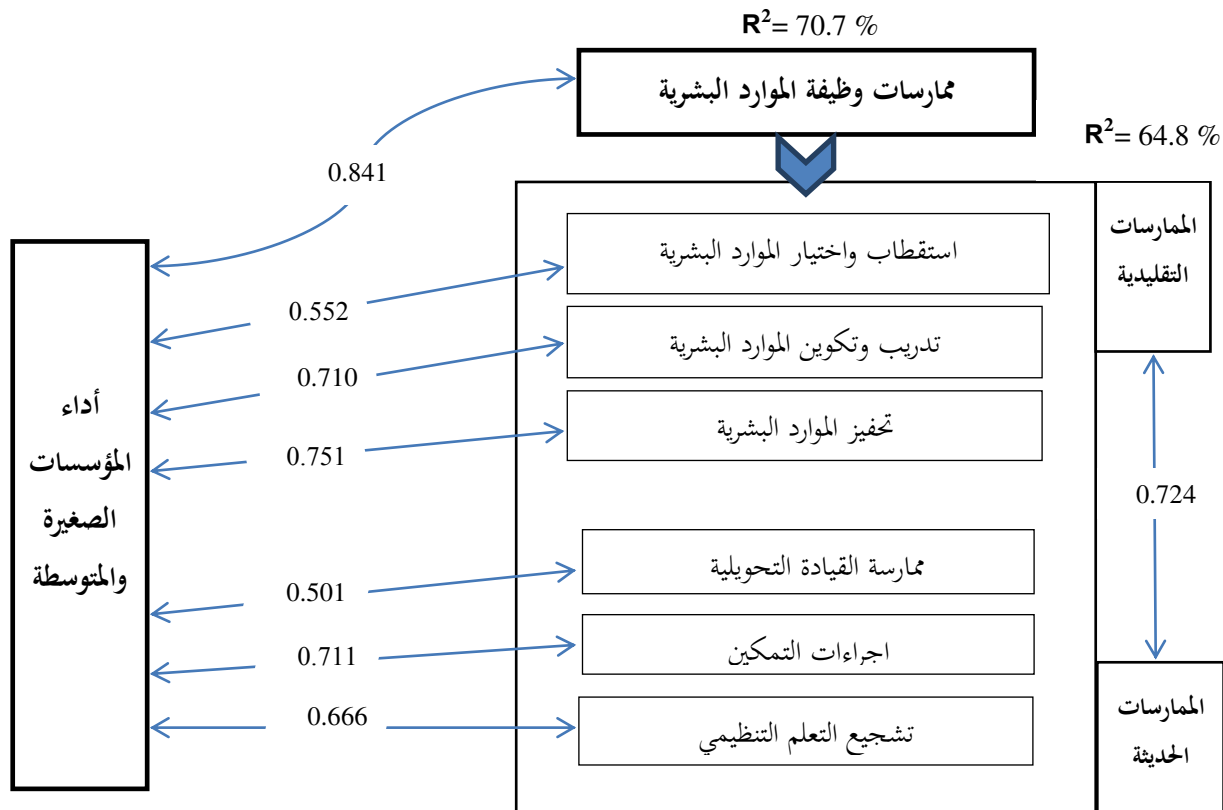 R²= 70.7 %
ممارسات وظيفة الموارد البشرية
R²= 64.8 %
0.841
الممارسات
التقليدية
استقطاب واختيار الموارد البشرية
0.552
تدريب وتكوين الموارد البشرية
0.710
تحفيز الموارد البشرية
0.751
أداء
المؤسسات
الصغيرة
والمتوسطة
0.724
ممارسة القيادة التحويلية
0.501
اجراءات التمكين
0.711
تشجيع التعلم التنظيمي
0.666
الممارسات
الحديثة